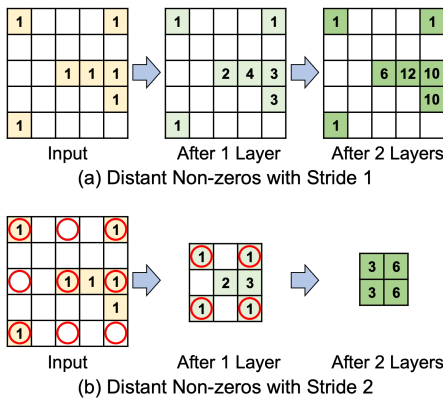 1 1 1 1 1 1
1 1 1 2 4 3 6 12 10
1 3 10
1 1 1
Input After 1 Layer After 2 Layers
(a) Distant Non-zeros with Stride 1
1 1
1 1
3 6
1 1 1 2 3
3 6
1 1 1
1
Input After 1 Layer After 2 Layers
(b) Distant Non-zeros with Stride 2